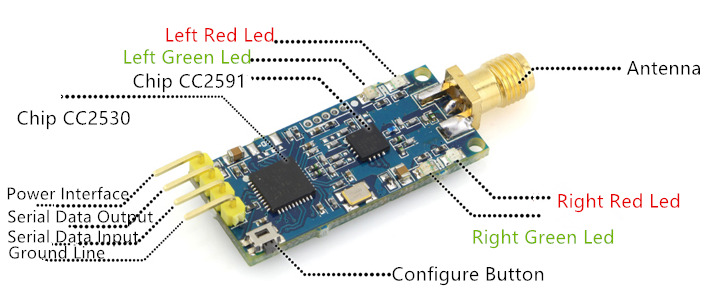 Left Red Led
Left Green Led
Chip CC2591
Antenna
Chip CC2530
Power Interface
Serial Data Output
Serial Data Input
Ground Line
Right Red Led
Right Green Led
Configure Button